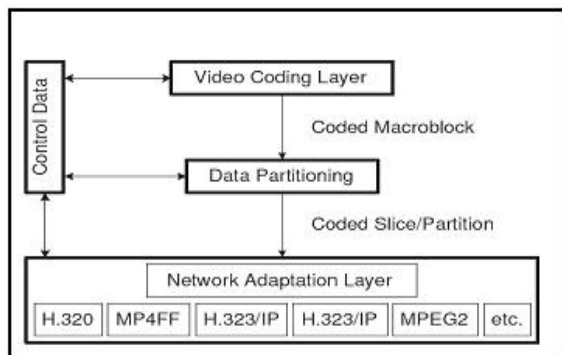 Video Coding Layer
Control Data
Coded Macroblock
Data Partitioning
Coded Slice/Partition
Network Adaptation Layer
H.320 MP4FF H.323/IP H.323/IP MPEG2 etc.